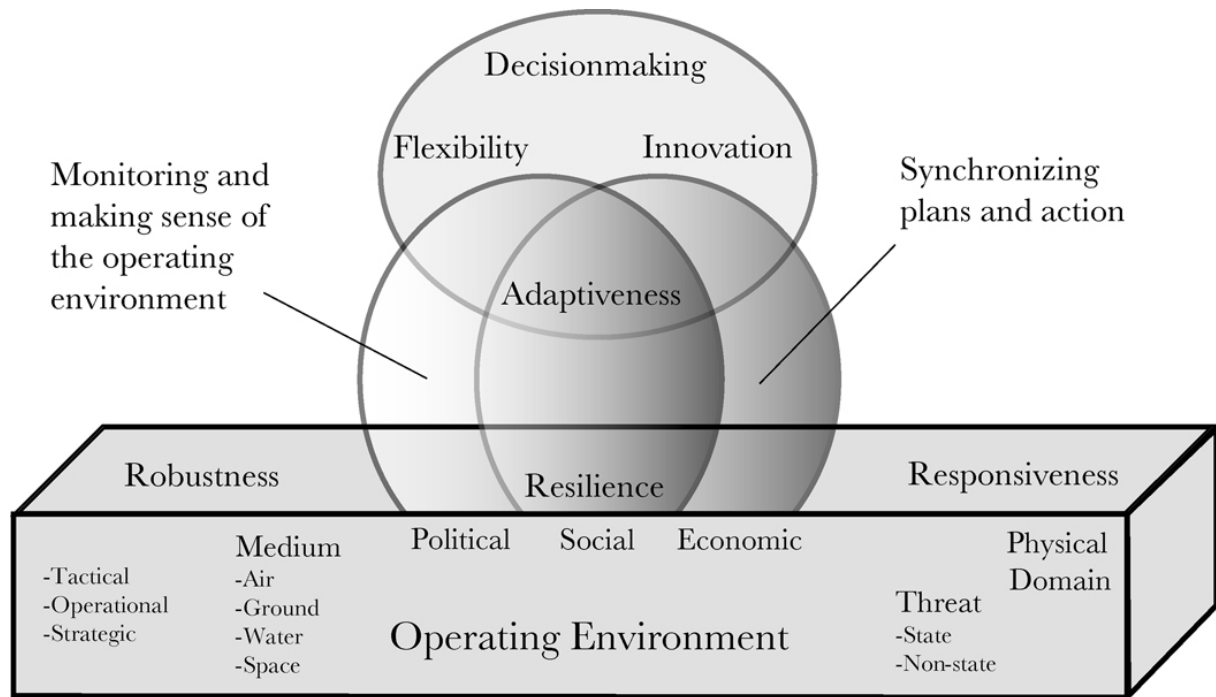 Decisionmaking
Flexibility
Innovation
Monitoring and
making sense of
the operating
environment
Synchronizing
plans and action
Adaptiveness
Robustness
Resilience
Responsiveness
-Tactical
-Operational
-Strategic
Medium
-Air
-Ground
-Water
-Space
Political
Social
Economic
Operating Environment
Threat
-State
-Non-state
Physical
Domain